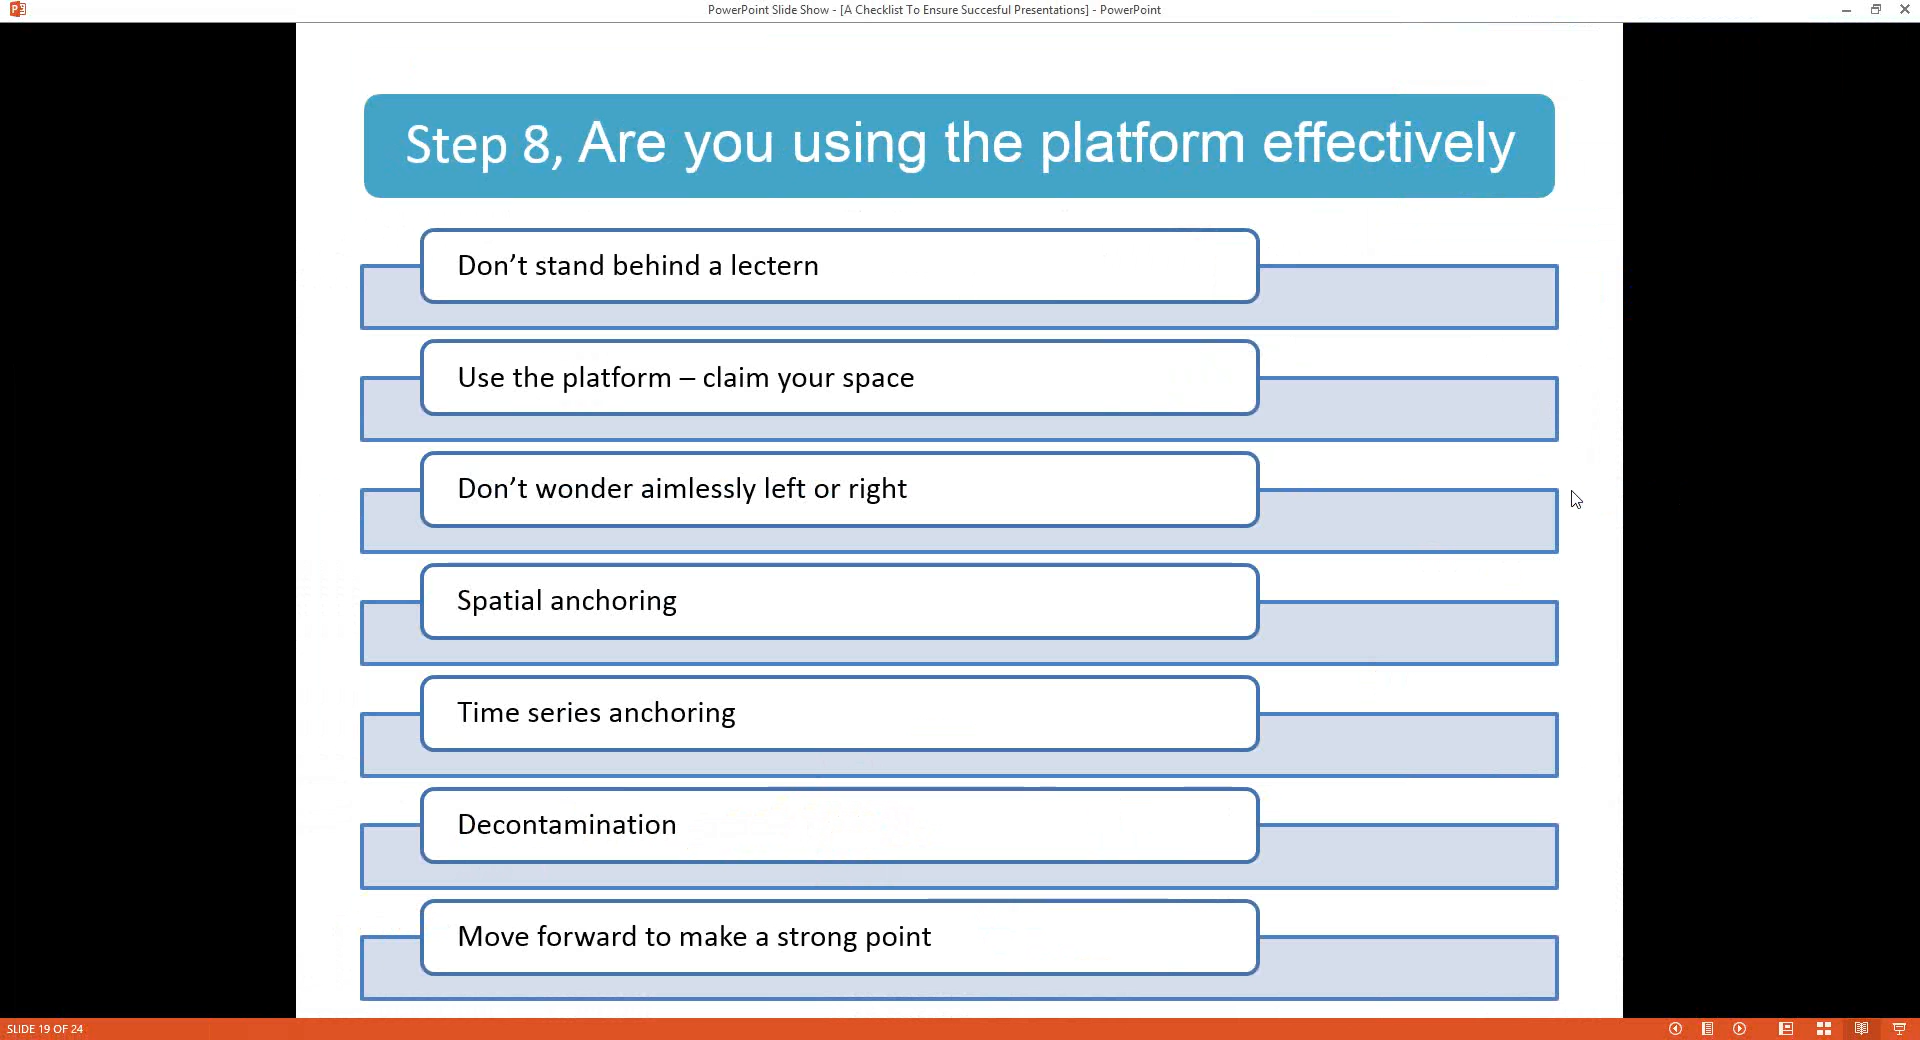 PowerPoint Slide Show - [A Checklist To Ensure Succesful Presentations] - PowerPoint
Step 8, Are you using the platform effectively
Don’t stand behind a lectern
Use the platform – claim your space
Don’t wonder aimlessly left or right
Spatial anchoring
Time series anchoring
Decontamination
Move forward to make a strong point
SLIDE 19 OF 24